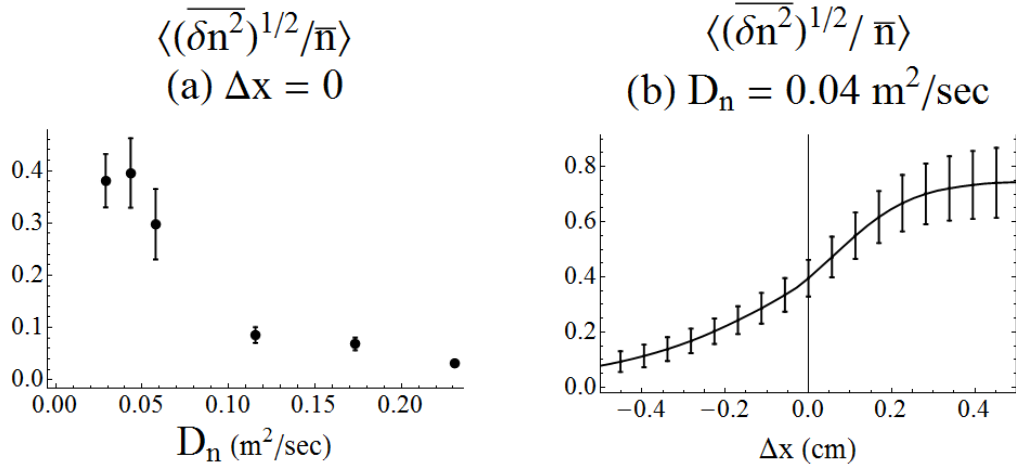 ⟨(δn²)^1/2/n̅⟩
(a) Δx = 0
0.4
0.3
0.2
0.1
0.0
0.00 0.05 0.10 0.15 0.20
Dₙ (m²/sec)
⟨(δn²)^1/2/ n̅⟩
(b) Dₙ = 0.04 m²/sec
0.8
0.6
0.4
0.2
0.0
−0.4 −0.2 0.0 0.2 0.4
Δx (cm)